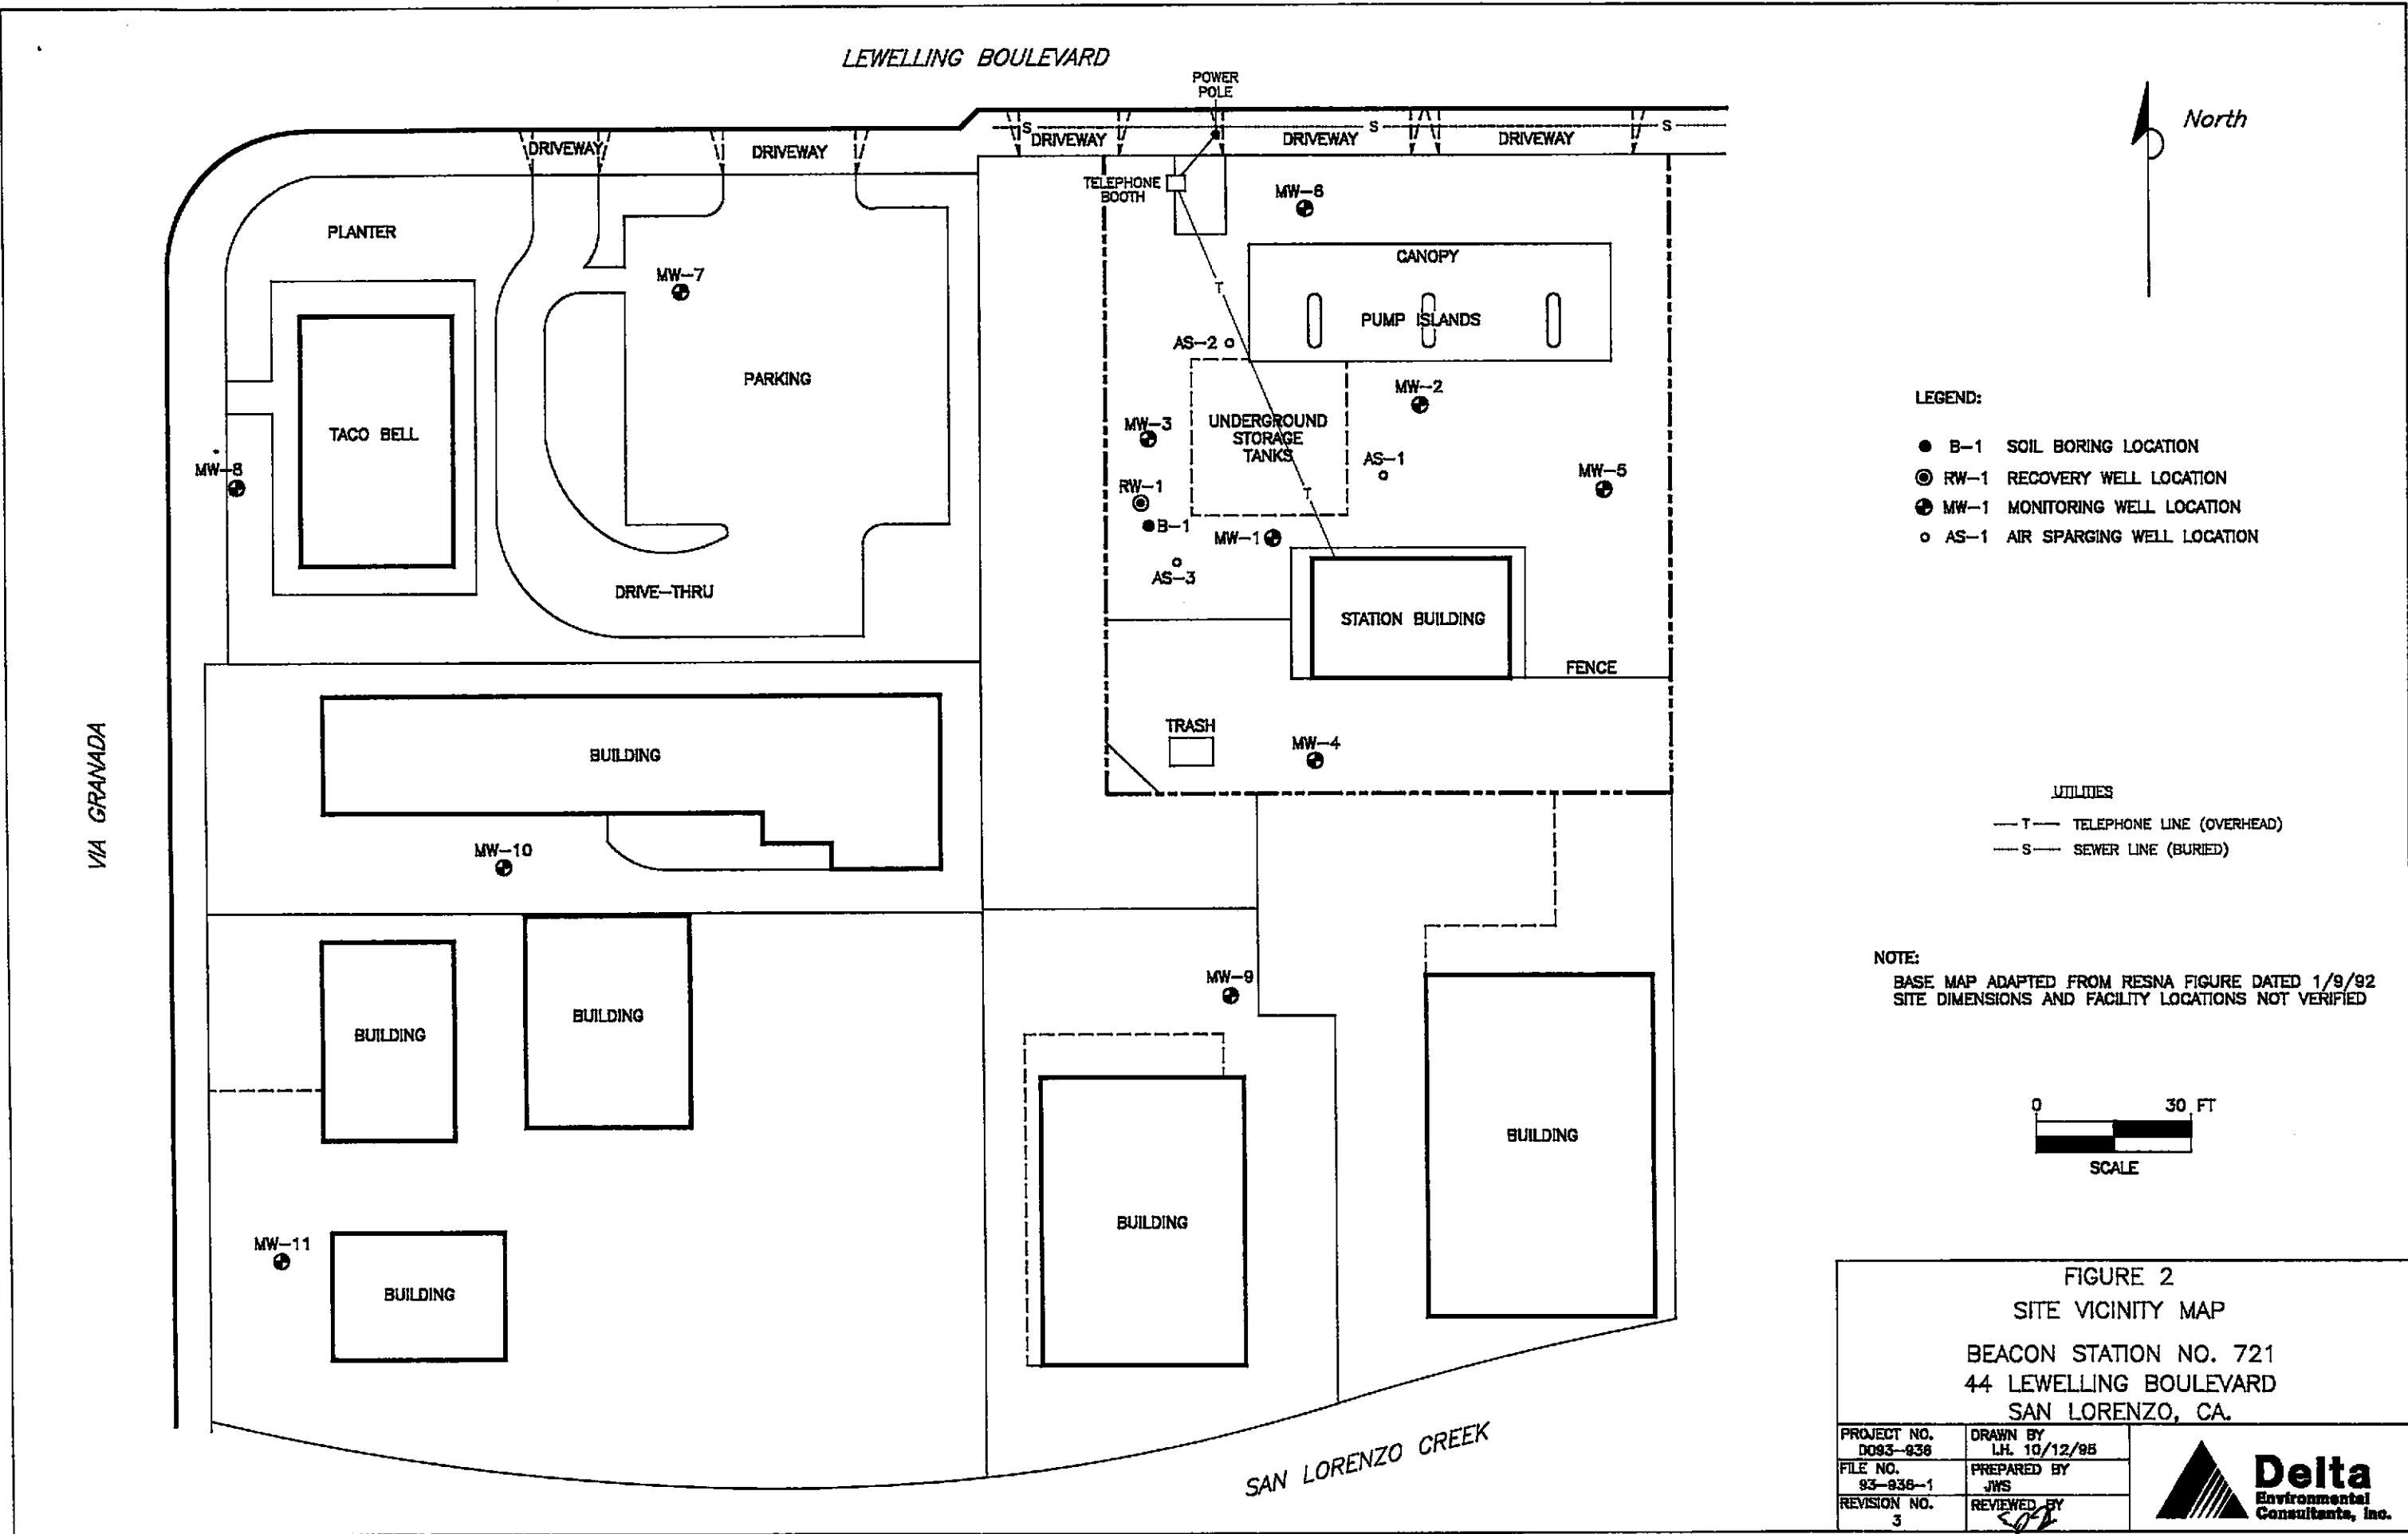 LEWELLING BOULEVARD
POWER
POLE
North
S
S
S
DRIVEWAY
DRIVEWAY
DRIVEWAY
DRIVEWAY
DRIVEWAY
TELEPHONE
BOOTH
MW-6
PLANTER
CANOPY
MW-7
T
PUMP ISLANDS
AS-2
PARKING
MW-2
LEGEND:
MW-3
UNDERGROUND
STORAGE
TANKS
TACO BELL
B-1 SOIL BORING LOCATION
MW-8
AS-1
MW-5
RW-1 RECOVERY WELL LOCATION
RW-1
T
MW-1 MONITORING WELL LOCATION
B-1
MW-1
AS-1 AIR SPARGING WELL LOCATION
AS-3
DRIVE-THRU
STATION BUILDING
FENCE
TRASH
MW-4
BUILDING
VIA GRANADA
UTILITIES
T TELEPHONE LINE (OVERHEAD)
S SEWER LINE (BURIED)
MW-10
MW-9
NOTE:
BASE MAP ADAPTED FROM RESNA FIGURE DATED 1/9/92
SITE DIMENSIONS AND FACILITY LOCATIONS NOT VERIFIED
BUILDING
BUILDING
0 30 FT
SCALE
BUILDING
BUILDING
MW-11
BUILDING
SAN LORENZO CREEK
FIGURE 2
SITE VICINITY MAP
BEACON STATION NO. 721
44 LEWELLING BOULEVARD
SAN LORENZO, CA.
PROJECT NO.
D093-936
DRAWN BY
L.H. 10/12/95
FILE NO.
93-936-1
PREPARED BY
JWS
REVISION NO.
3
REVIEWED BY
Delta
Environmental
Consultants, Inc.